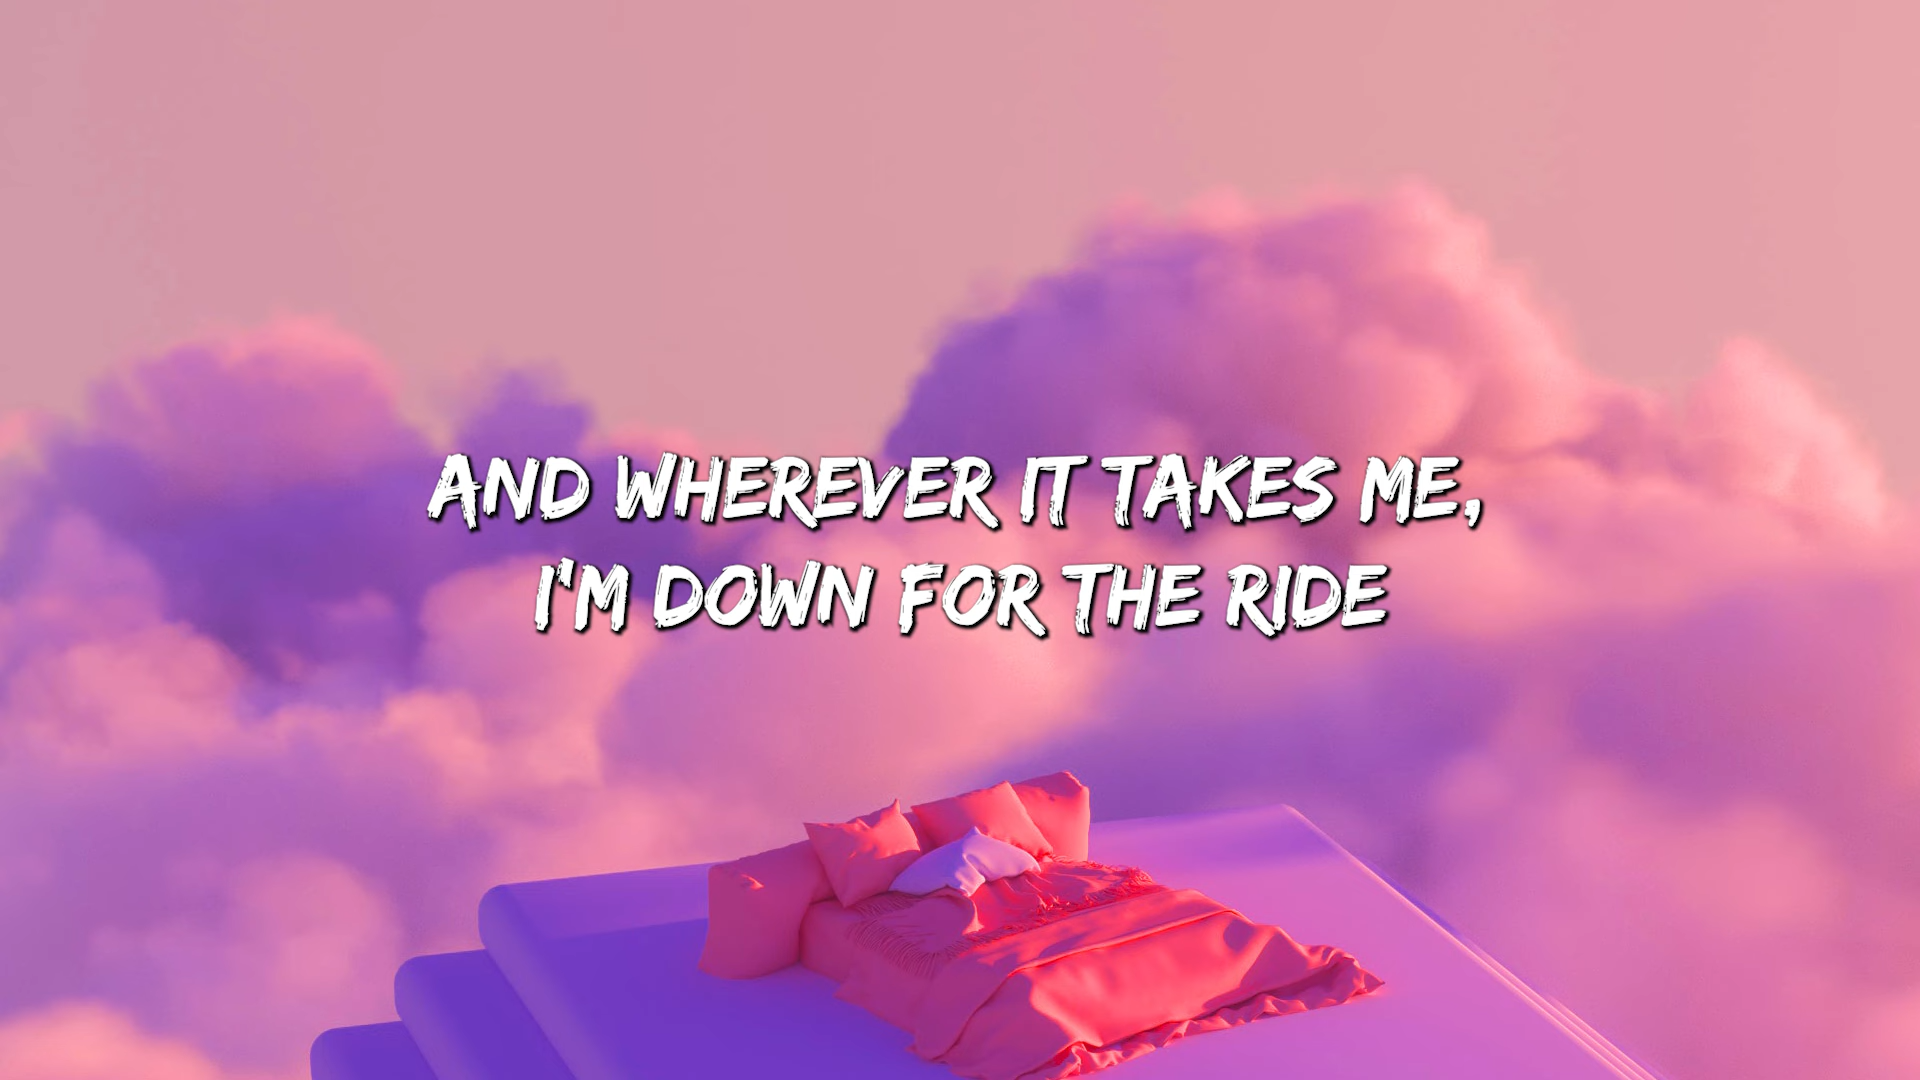 AND WHEREVER IT TAKES ME,
I'M DOWN FOR THE RIDE